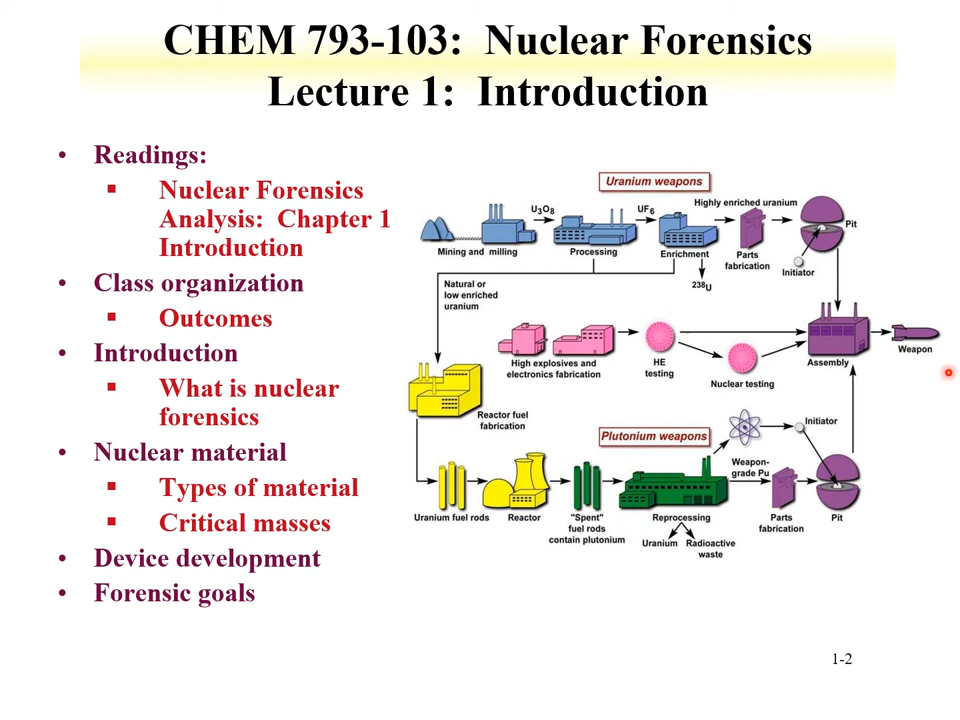 CHEM 793-103: Nuclear Forensics
Lecture 1: Introduction
• Readings:
▪ Nuclear Forensics
Analysis: Chapter 1
Introduction
• Class organization
▪ Outcomes
• Introduction
▪ What is nuclear
forensics
• Nuclear material
▪ Types of material
▪ Critical masses
• Device development
• Forensic goals
Uranium weapons
Mining and milling
U₃O₈
Processing
UF₆
Enrichment
²³⁸U
Highly enriched uranium
Parts
fabrication
Initiator
Pit
Natural or
low enriched
uranium
High explosives and
electronics fabrication
HE
testing
Nuclear testing
Assembly
Weapon
Reactor fuel
fabrication
Plutonium weapons
Initiator
Uranium fuel rods
Reactor
"Spent"
fuel rods
contain plutonium
Reprocessing
Uranium
Radioactive
waste
Weapon-
grade Pu
Parts
fabrication
Pit
1-2